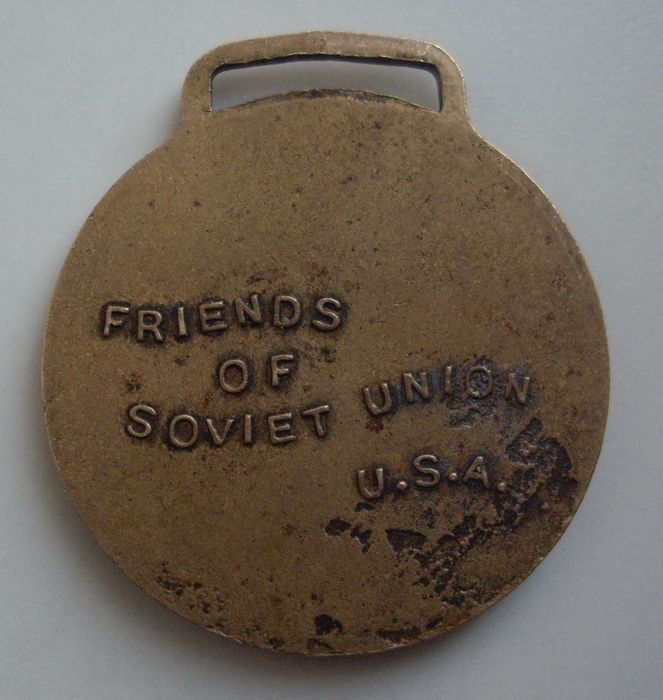 FRIENDS
OF
SOVIET UNION
U.S.A.